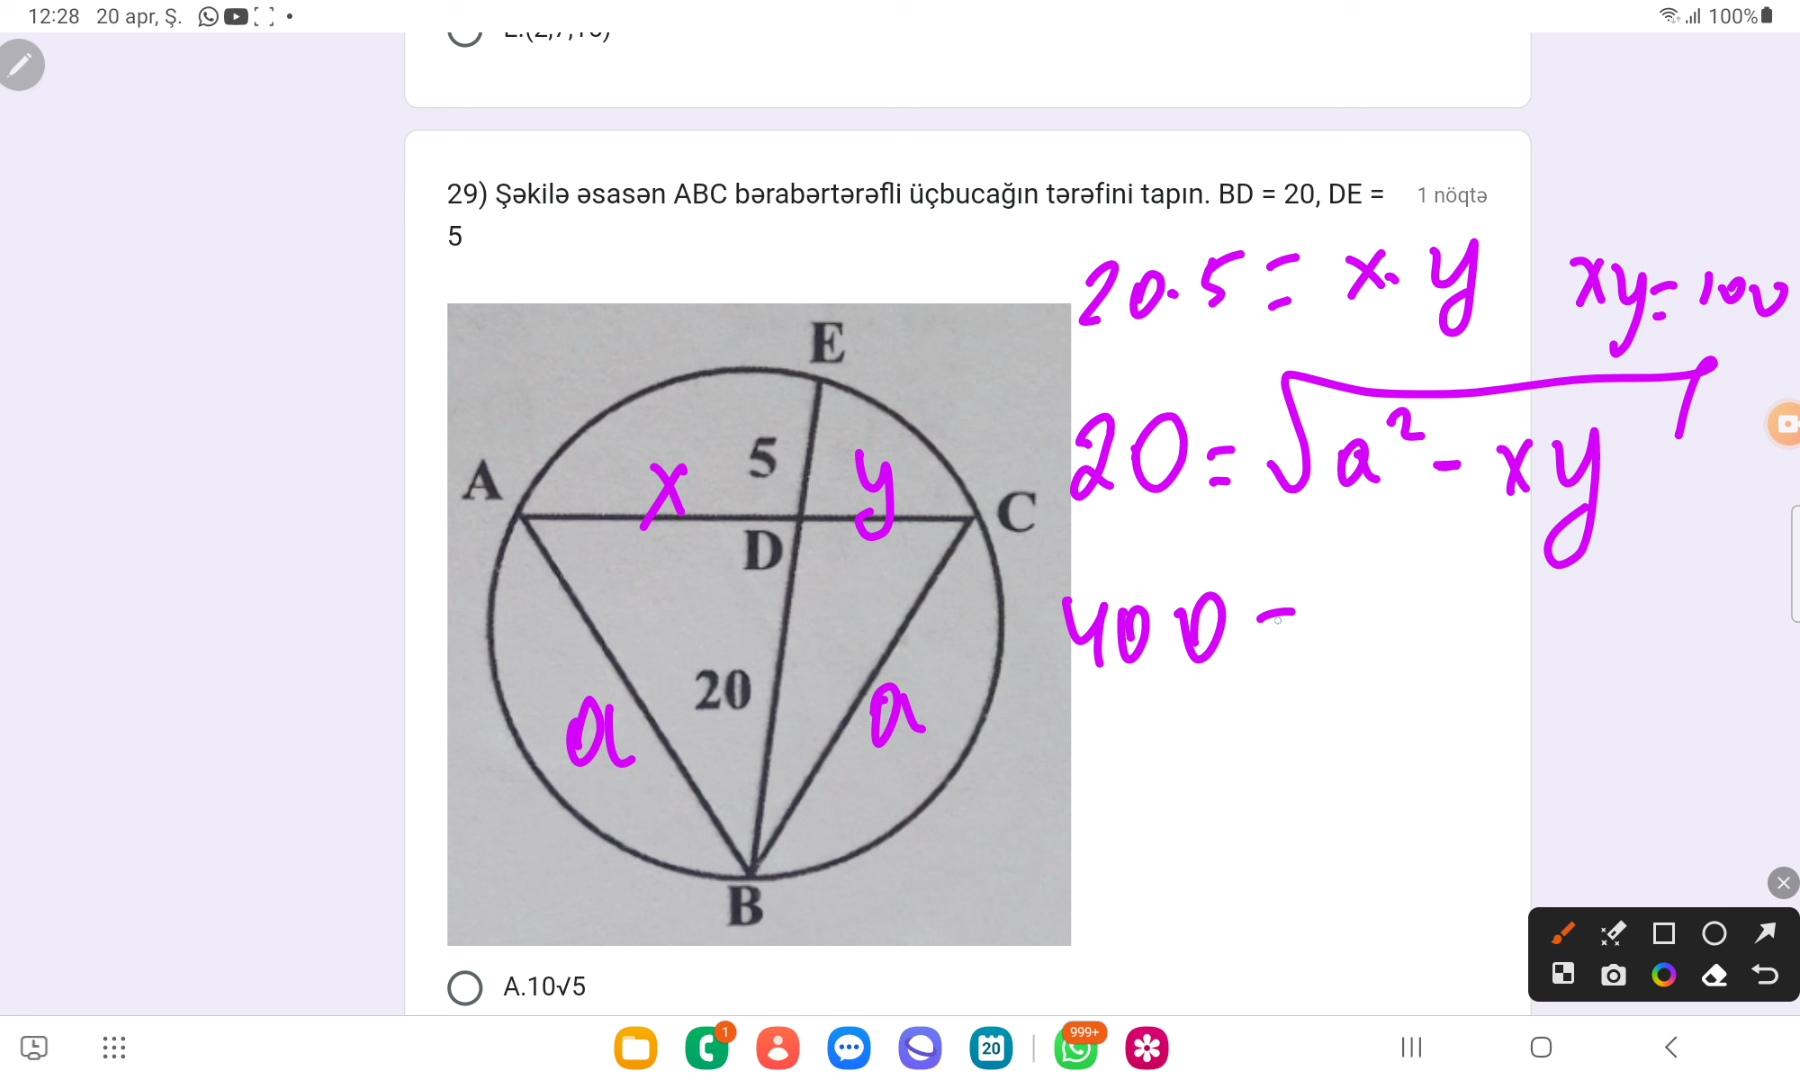 12:28 20 apr, Ş. •
100%
29) Şəkilə əsasən ABC bərabərtərəfli üçbucağın tərəfini tapın. BD = 20, DE =
5
1 nöqtə
20.5 = x.y
xy=100
20 = √a²-xy
400 =
E
5
A
x
y
C
D
20
a
a
B
A.10√5
1
20
999+